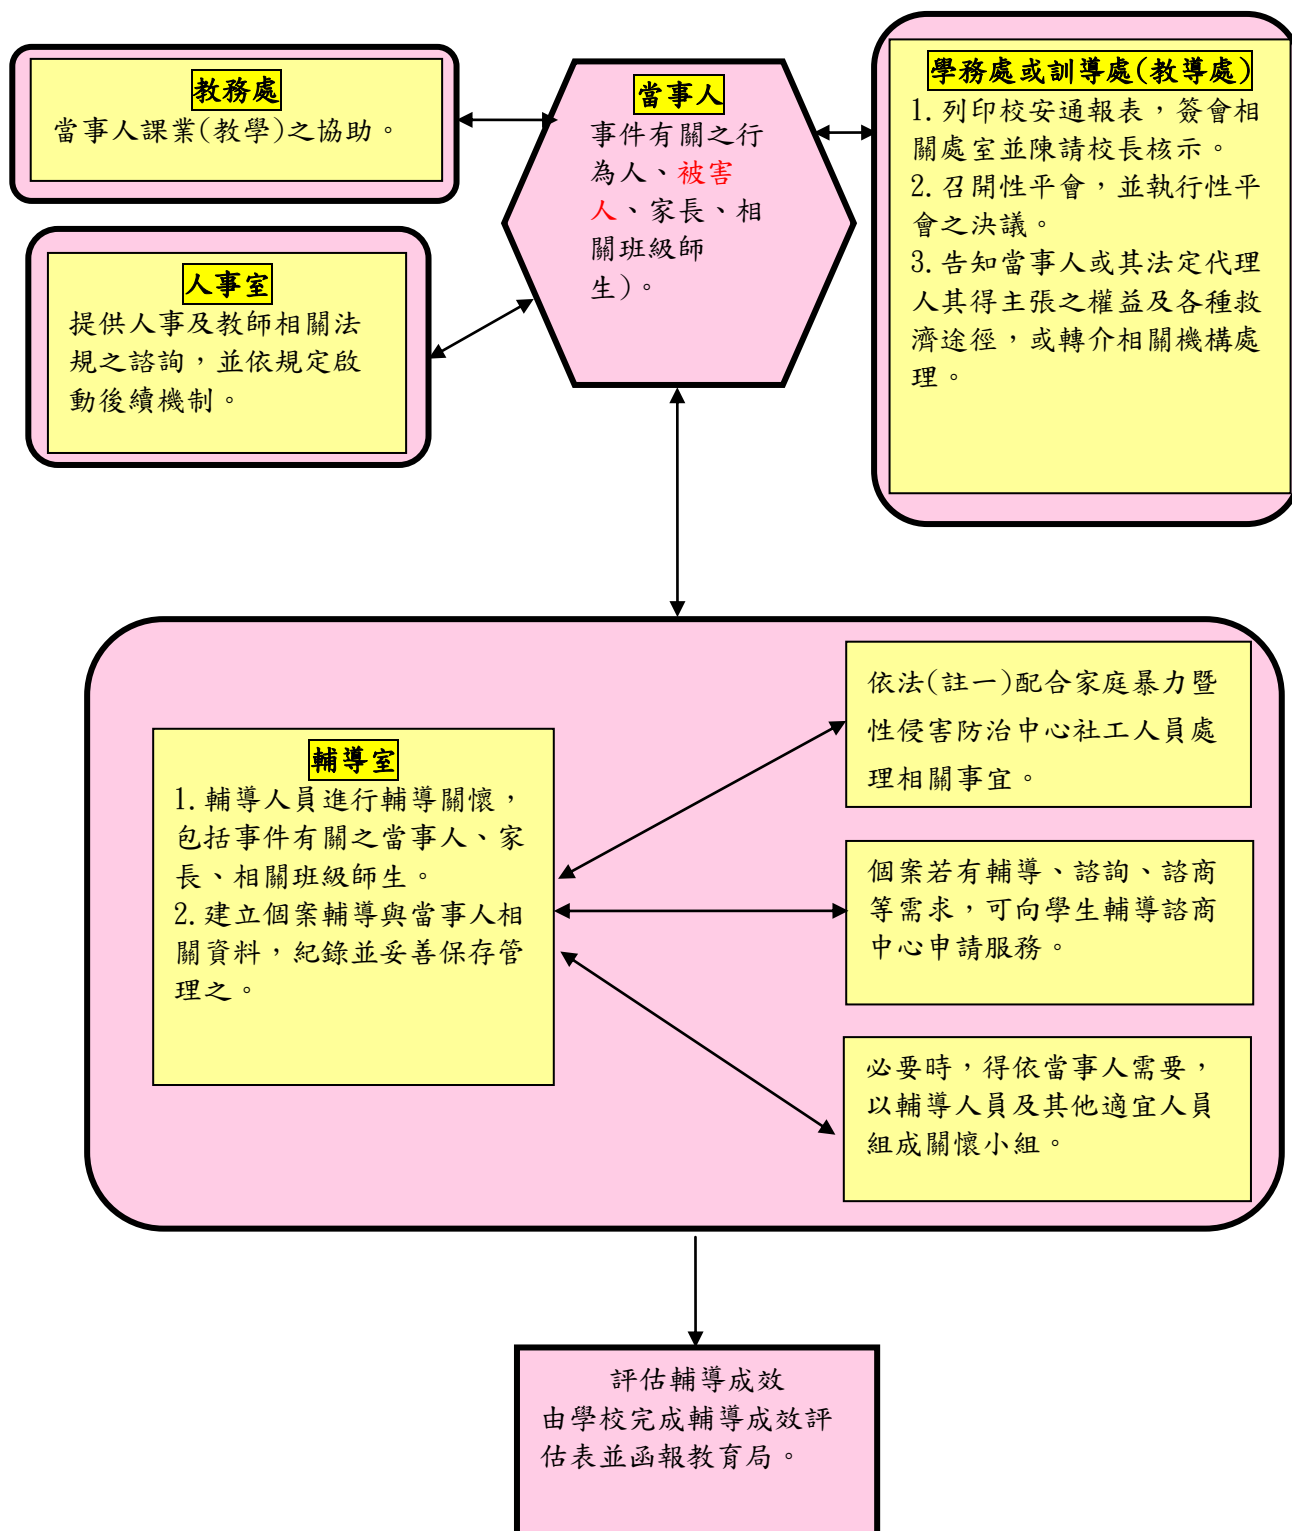 教務處
當事人課業(教學)之協助。
人事室
提供人事及教師相關法
規之諮詢，並依規定啟
動後續機制。
當事人
事件有關之行
為人、被害
人、家長、相
關班級師
生)。
學務處或訓導處(教導處)
1.列印校安通報表，簽會相
關處室並陳請校長核示。
2.召開性平會，並執行性平
會之決議。
3.告知當事人或其法定代理
人其得主張之權益及各種救
濟途徑，或轉介相關機構處
理。
輔導室
1.輔導人員進行輔導關懷，
包括事件有關之當事人、家
長、相關班級師生。
2.建立個案輔導與當事人相
關資料，紀錄並妥善保存管
理之。
依法(註一)配合家庭暴力暨
性侵害防治中心社工人員處
理相關事宜。
個案若有輔導、諮詢、諮商
等需求，可向學生輔導諮商
中心申請服務。
必要時，得依當事人需要，
以輔導人員及其他適宜人員
組成關懷小組。
評估輔導成效
由學校完成輔導成效評
估表並函報教育局。